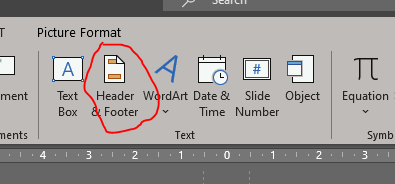 Search
T Picture Format
ment
Text Box
Header & Footer
WordArt
Date & Time
Slide Number
Object
Equation
ments
Text
Symb
4 3 2 1 0 1 2 3